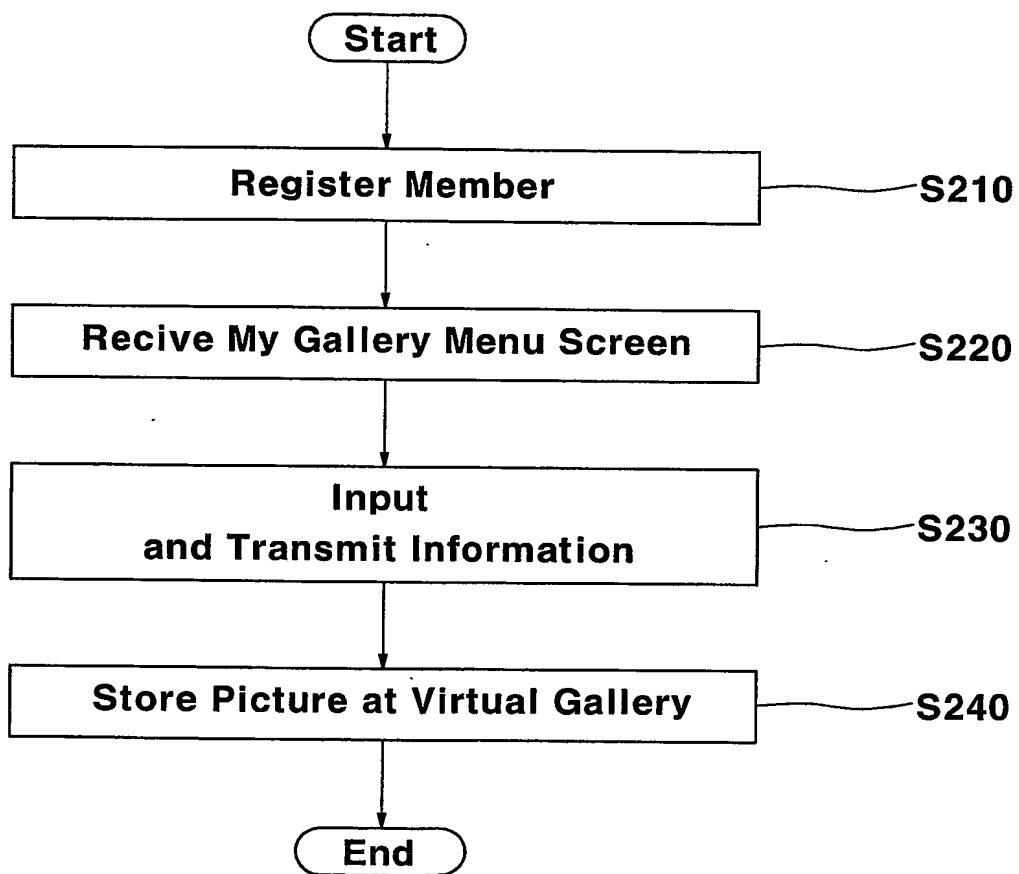 Start
Register Member
S210
Recive My Gallery Menu Screen
S220
Input
and Transmit Information
S230
Store Picture at Virtual Gallery
S240
End